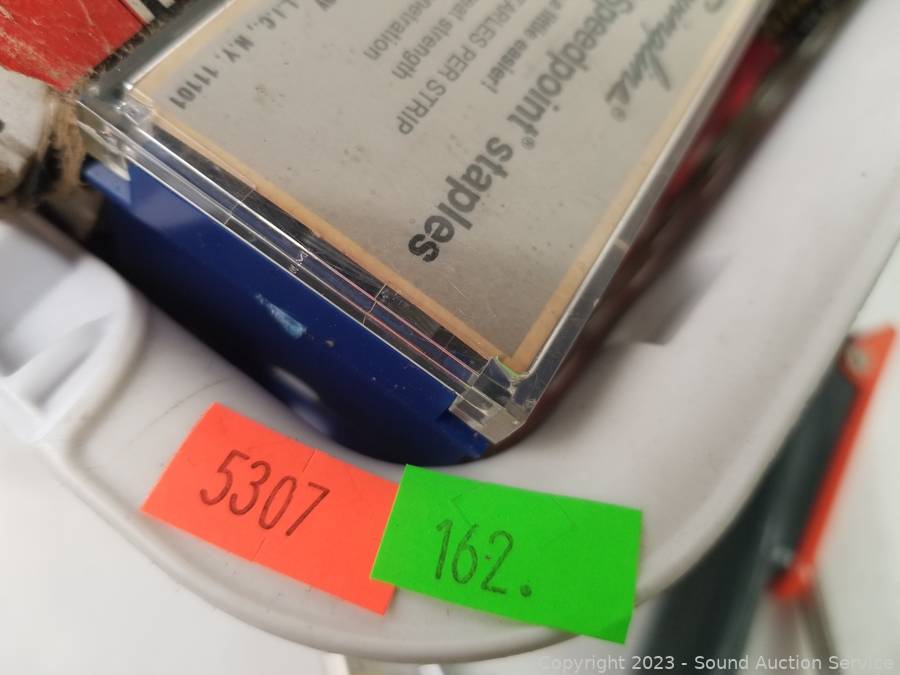 Swingline®
Speedpoint® staples
a little easier!
STAPLES PER STRIP
strength
L.I.C., N.Y. 11101
5307
162.
Copyright 2023 - Sound Auction Service